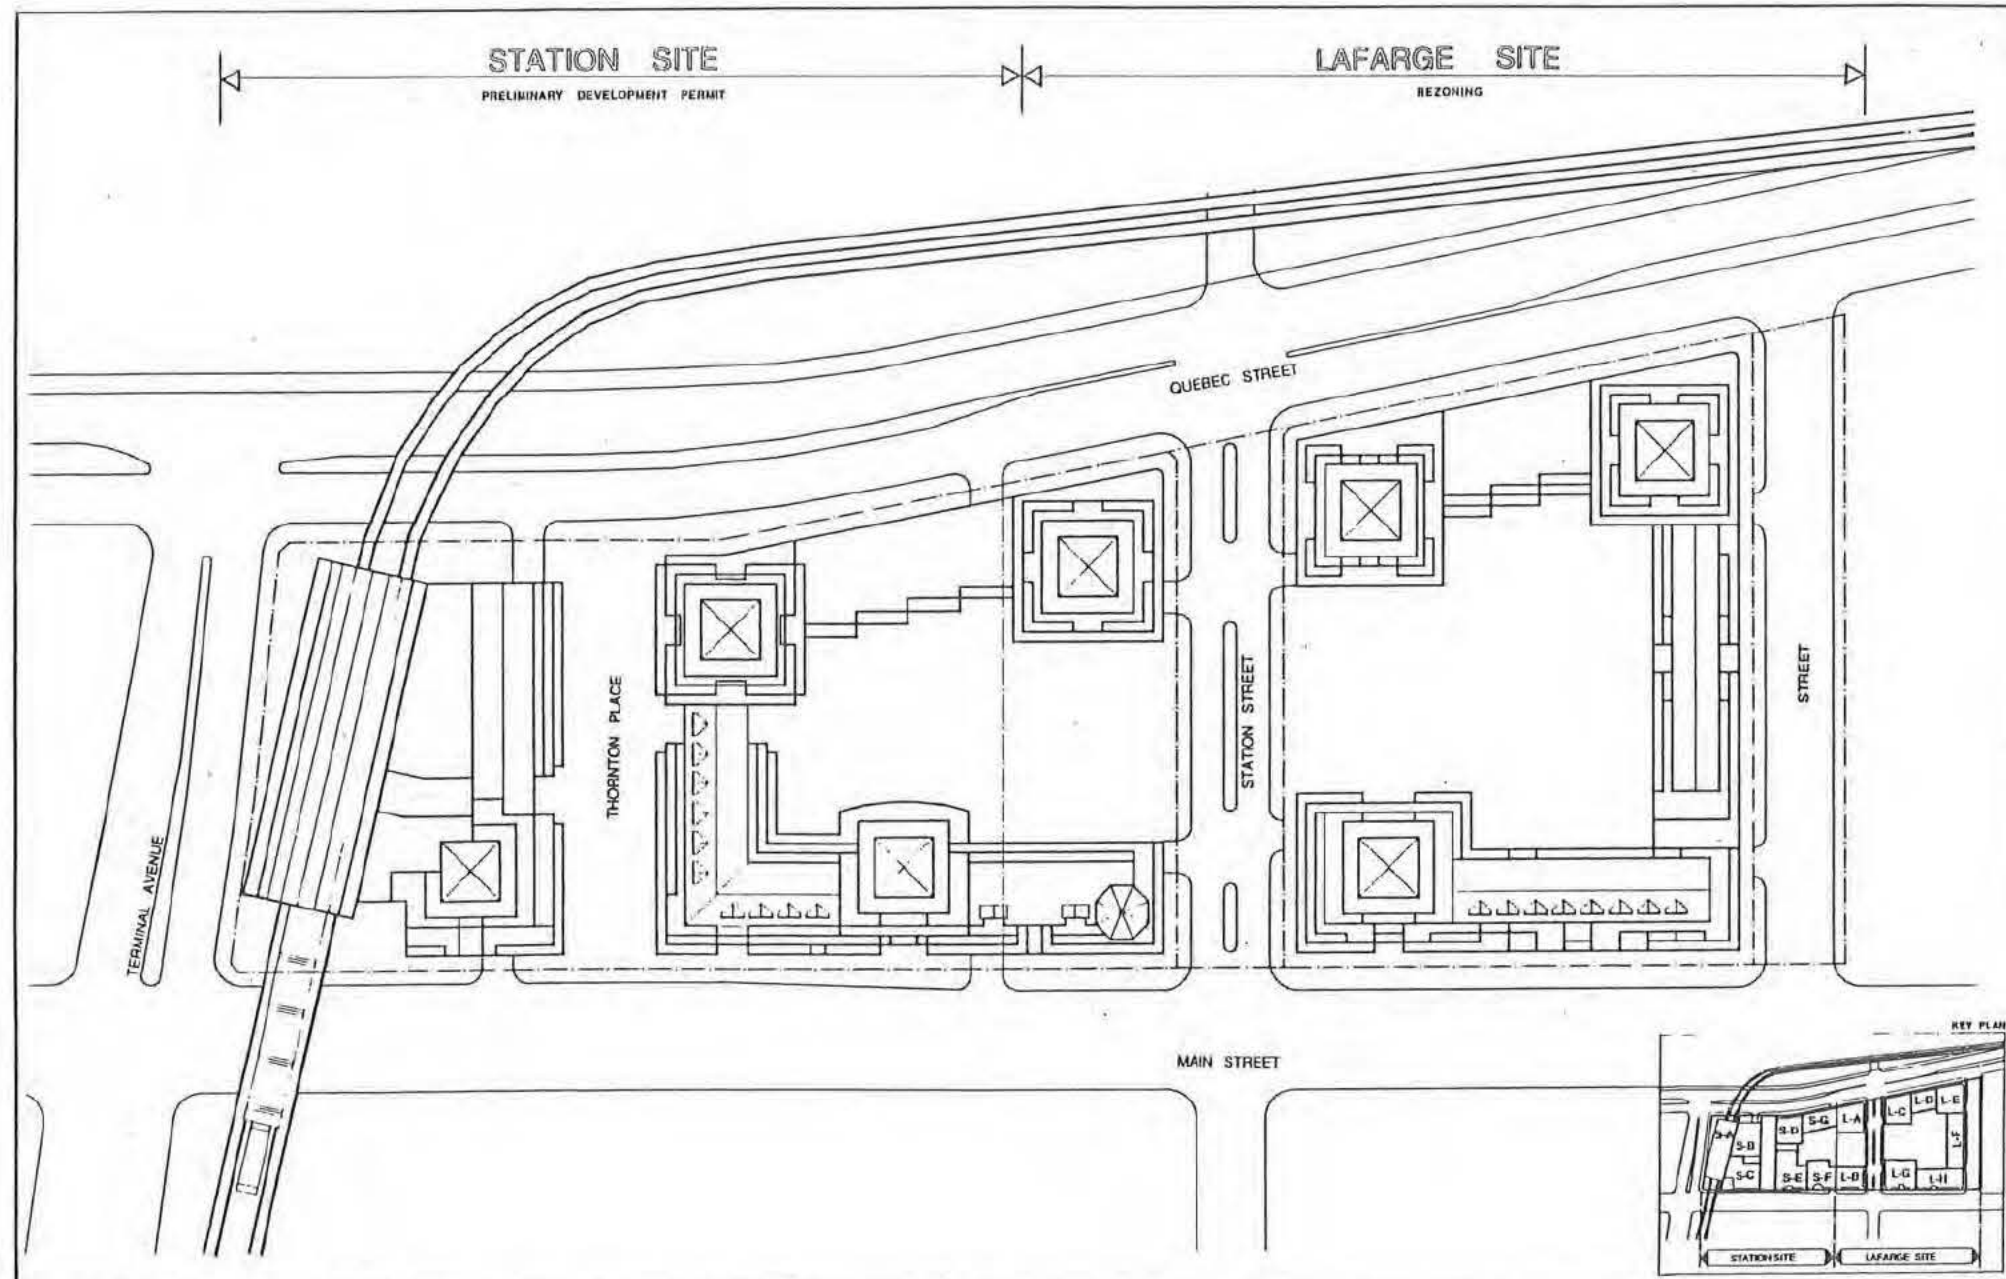 STATION SITE
PRELIMINARY DEVELOPMENT PERMIT
LAFARGE SITE
REZONING
QUEBEC STREET
THORNTON PLACE
STATION STREET
STREET
TERMINAL AVENUE
MAIN STREET
KEY PLAN
S-A
S-B
S-C
S-D
S-G
L-A
L-C
L-D
L-E
L-F
S-E
S-F
L-B
L-G
L-H
STATION SITE
LAFARGE SITE